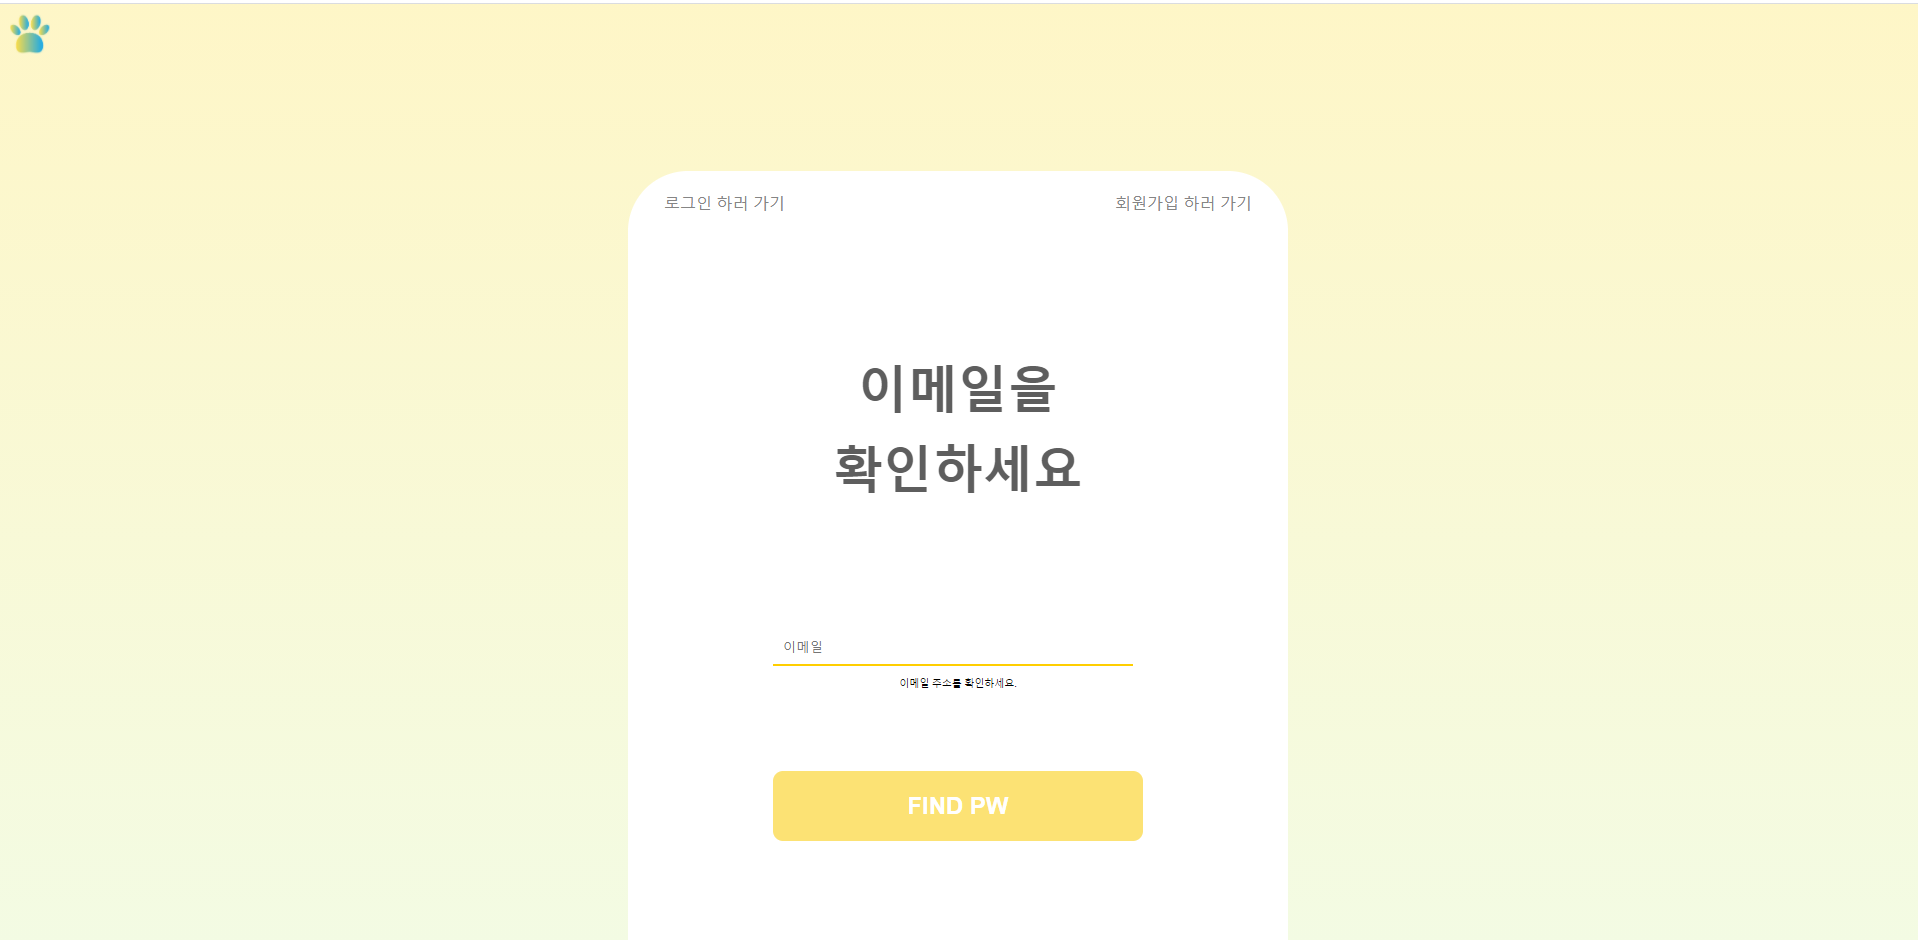 로그인 하러 가기
회원가입 하러 가기
이메일을
확인하세요
이메일
이메일 주소를 확인하세요.
FIND PW